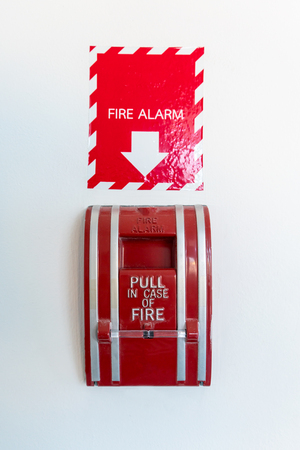 FIRE ALARM
FIRE
ALARM
PULL
IN CASE
OF
FIRE